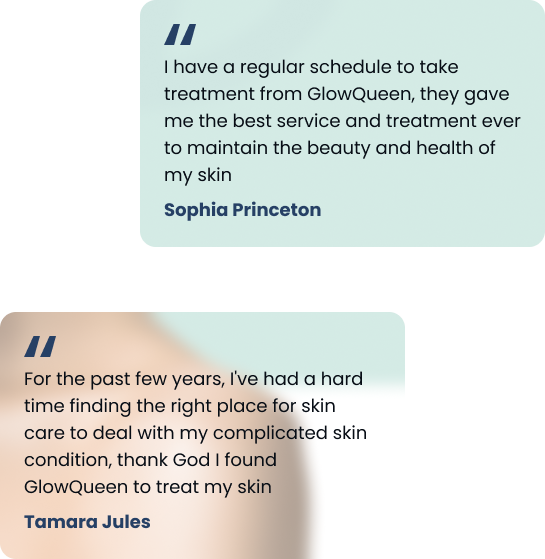 I have a regular schedule to take
treatment from GlowQueen, they gave
me the best service and treatment ever
to maintain the beauty and health of
my skin
Sophia Princeton
For the past few years, I've had a hard
time finding the right place for skin
care to deal with my complicated skin
condition, thank God I found
GlowQueen to treat my skin
Tamara Jules